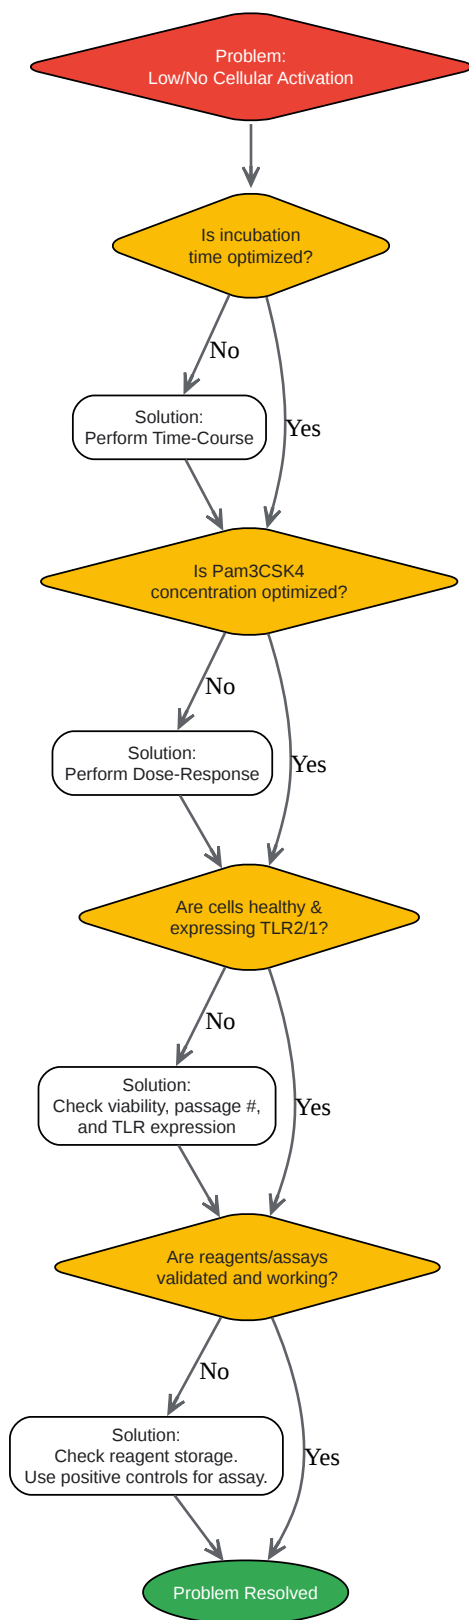 Problem:
Low/No Cellular Activation
Is incubation
time optimized?
No
Yes
Solution:
Perform Time-Course
Is Pam3CSK4
concentration optimized?
No
Yes
Solution:
Perform Dose-Response
Are cells healthy &
expressing TLR2/1?
No
Yes
Solution:
Check viability, passage #,
and TLR expression
Are reagents/assays
validated and working?
No
Yes
Solution:
Check reagent storage.
Use positive controls for assay.
Problem Resolved